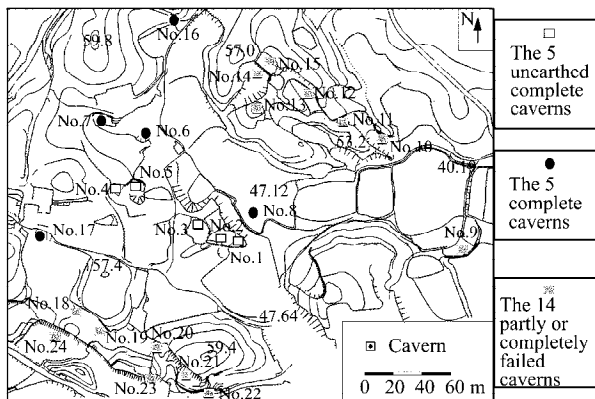 N
59.8
No.16
57.0
No.15
No.14
No.12
No.13
No.11
No.7
No.6
63.2
No.10
40.19
No.5
No.4
47.12
No.8
No.3
No.2
No.9
No.17
No.1
57.4
No.18
47.64
No.19
No.20
No.24
59.4
No.21
No.23
No.22
Cavern
0 20 40 60 m
The 5
unearthed
complete
caverns
The 5
complete
caverns
The 14
partly or
completely
failed
caverns